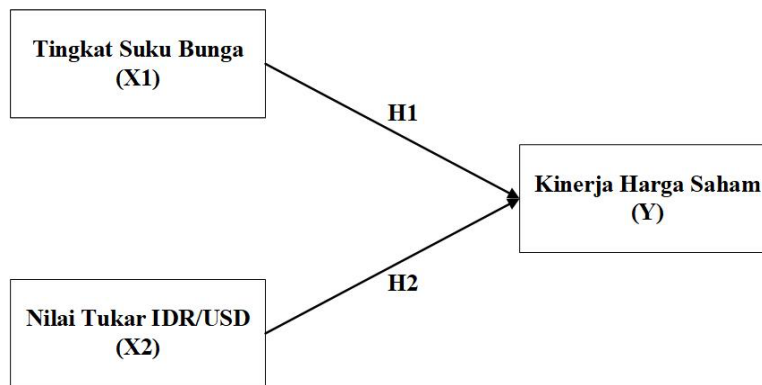 Tingkat Suku Bunga
(X1)
H1
Kinerja Harga Saham
(Y)
H2
Nilai Tukar IDR/USD
(X2)